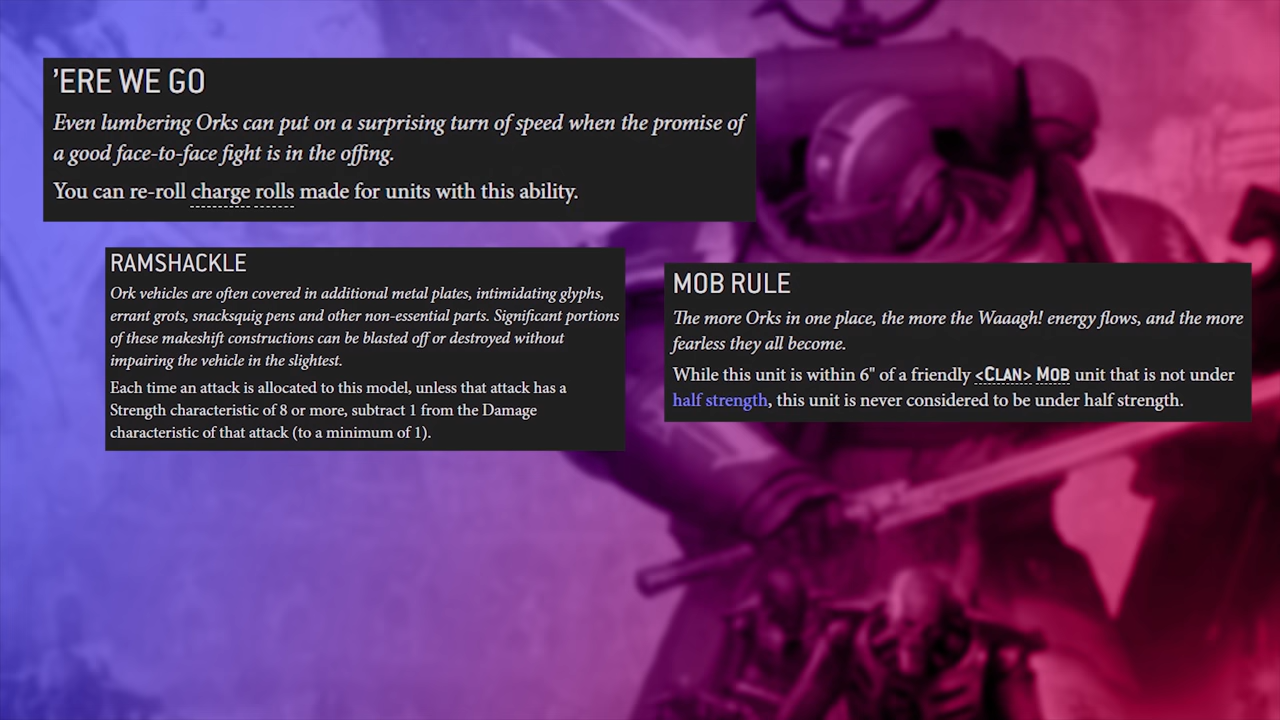 'ERE WE GO
Even lumbering Orks can put on a surprising turn of speed when the promise of
a good face-to-face fight is in the offing.
You can re-roll charge rolls made for units with this ability.
RAMSHACKLE
Ork vehicles are often covered in additional metal plates, intimidating glyphs,
errant grots, snacksquig pens and other non-essential parts. Significant portions
of these makeshift constructions can be blasted off or destroyed without
impairing the vehicle in the slightest.
Each time an attack is allocated to this model, unless that attack has a
Strength characteristic of 8 or more, subtract 1 from the Damage
characteristic of that attack (to a minimum of 1).
MOB RULE
The more Orks in one place, the more the Waaagh! energy flows, and the more
fearless they all become.
While this unit is within 6" of a friendly <CLAN> MOB unit that is not under
half strength, this unit is never considered to be under half strength.